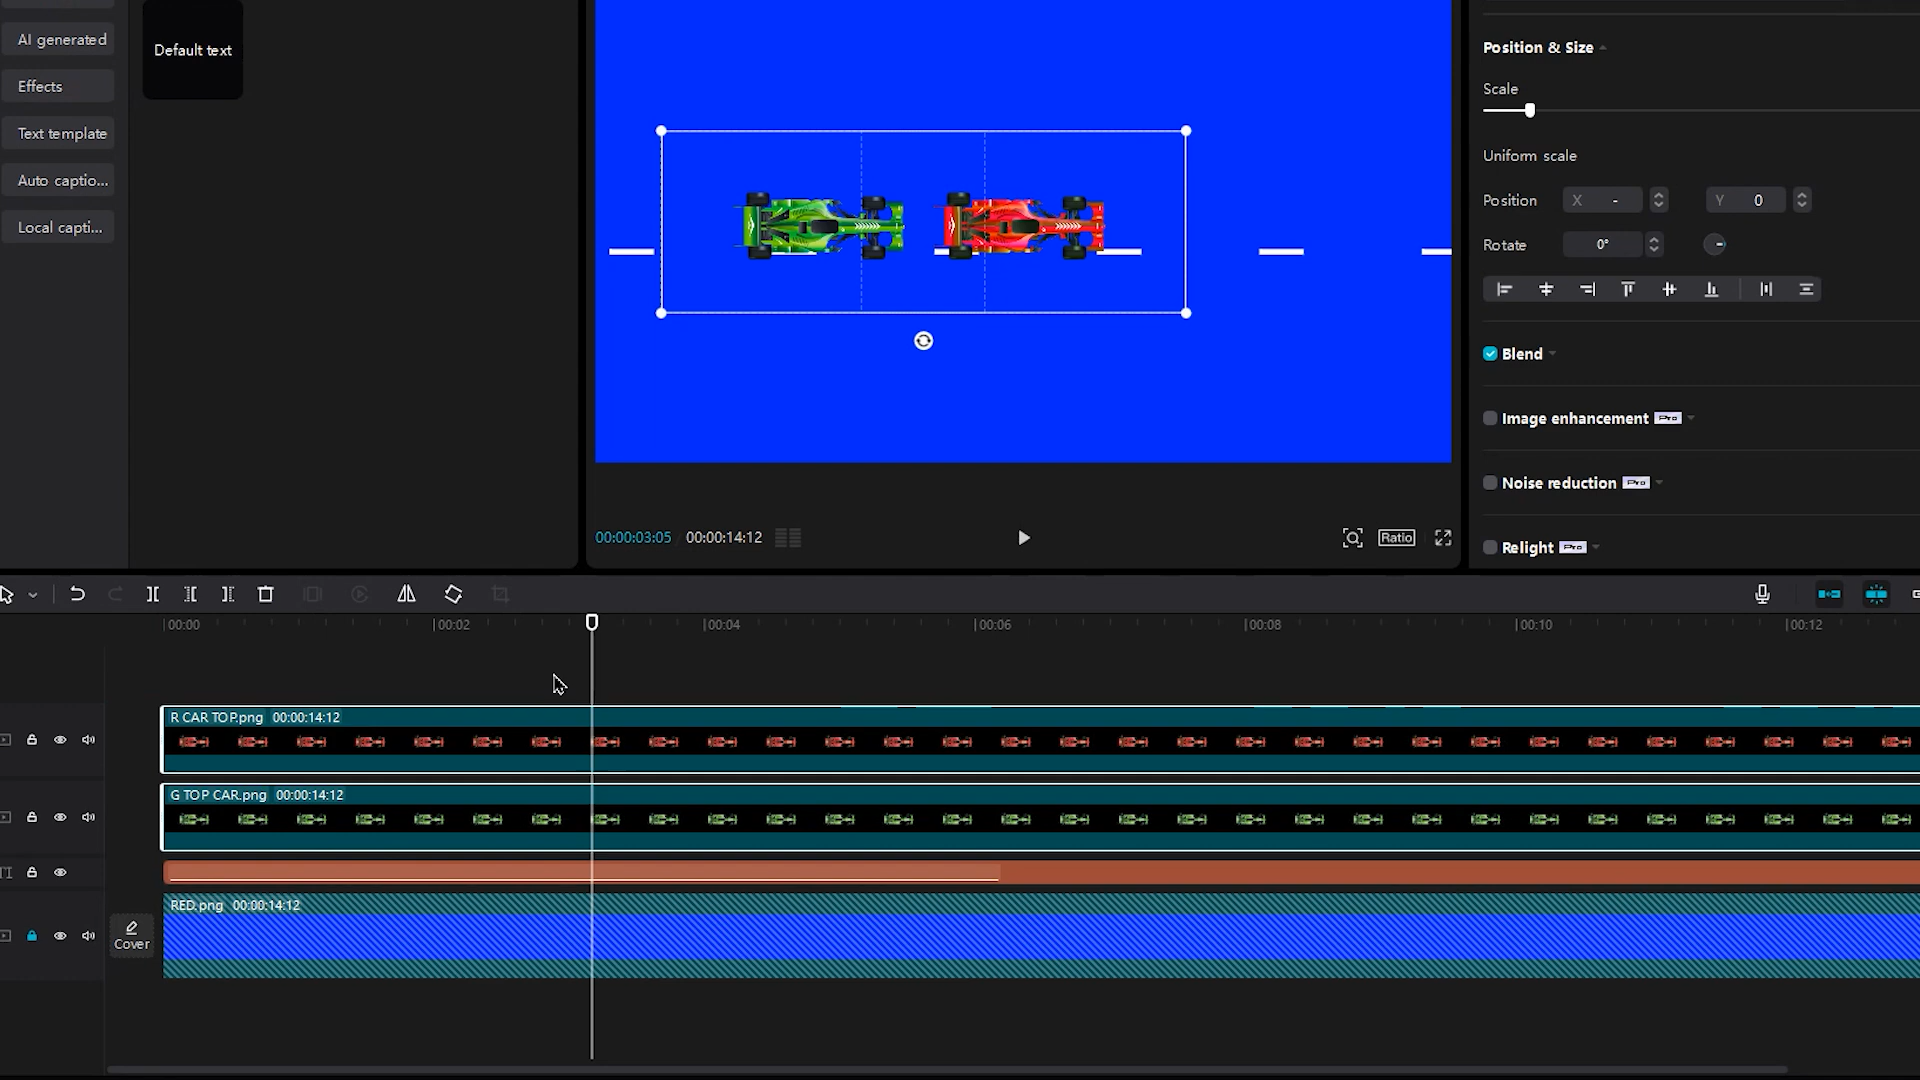 AI generated
Default text
Effects
Text template
Auto captio...
Local capti...
00:00:03:05
00:00:14:12
Ratio
Position & Size
Scale
Uniform scale
Position
X
-
Y
0
Rotate
0°
Blend
Image enhancement
Pro
Noise reduction
Pro
Relight
Pro
00:00
00:02
00:04
00:06
00:08
00:10
00:12
R CAR TOP.png 00:00:14:12
G TOP CAR.png 00:00:14:12
RED.png 00:00:14:12
Cover